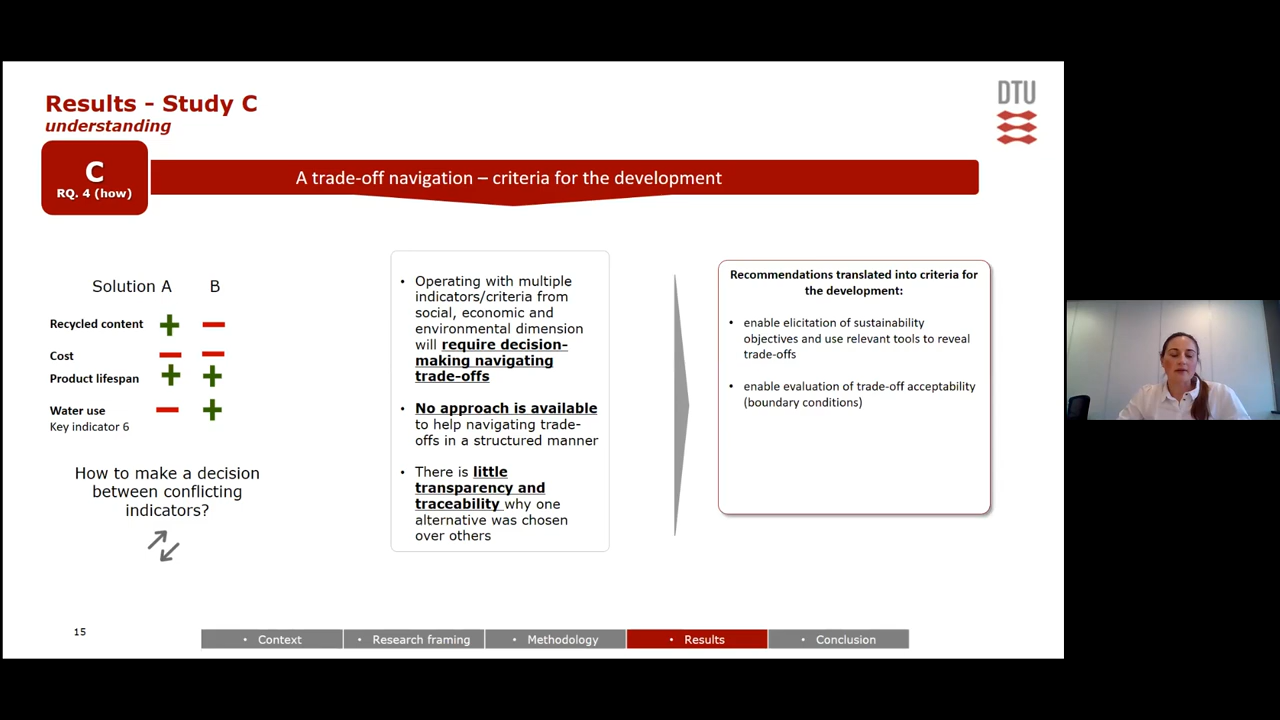 Results - Study C
understanding
DTU
C
RQ. 4 (how)
A trade-off navigation – criteria for the development
Solution A B
Recycled content
Cost
Product lifespan
Water use
Key indicator 6
How to make a decision
between conflicting
indicators?
• Operating with multiple
indicators/criteria from
social, economic and
environmental dimension
will require decision-
making navigating
trade-offs
• No approach is available
to help navigating trade-
offs in a structured manner
• There is little
transparency and
traceability why one
alternative was chosen
over others
Recommendations translated into criteria for
the development:
• enable elicitation of sustainability
objectives and use relevant tools to reveal
trade-offs
• enable evaluation of trade-off acceptability
(boundary conditions)
15
• Context
• Research framing
• Methodology
• Results
• Conclusion